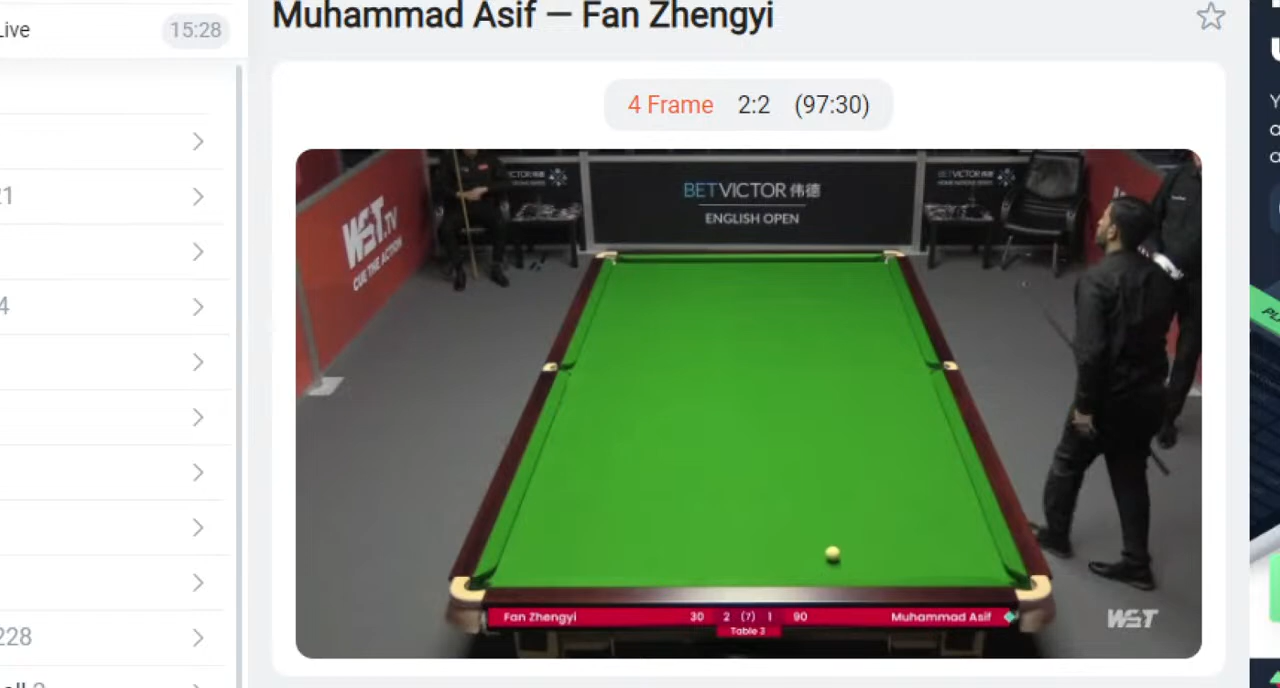 Muhammad Asif — Fan Zhengyi
Live
15:28
4 Frame 2:2 (97:30)
21
4
228
BETVICTOR 伟德
ENGLISH OPEN
WST.TV
CUE THE ACTION
Fan Zhengyi 30 2 (7) 1 90 Muhammad Asif
Table 3
WST